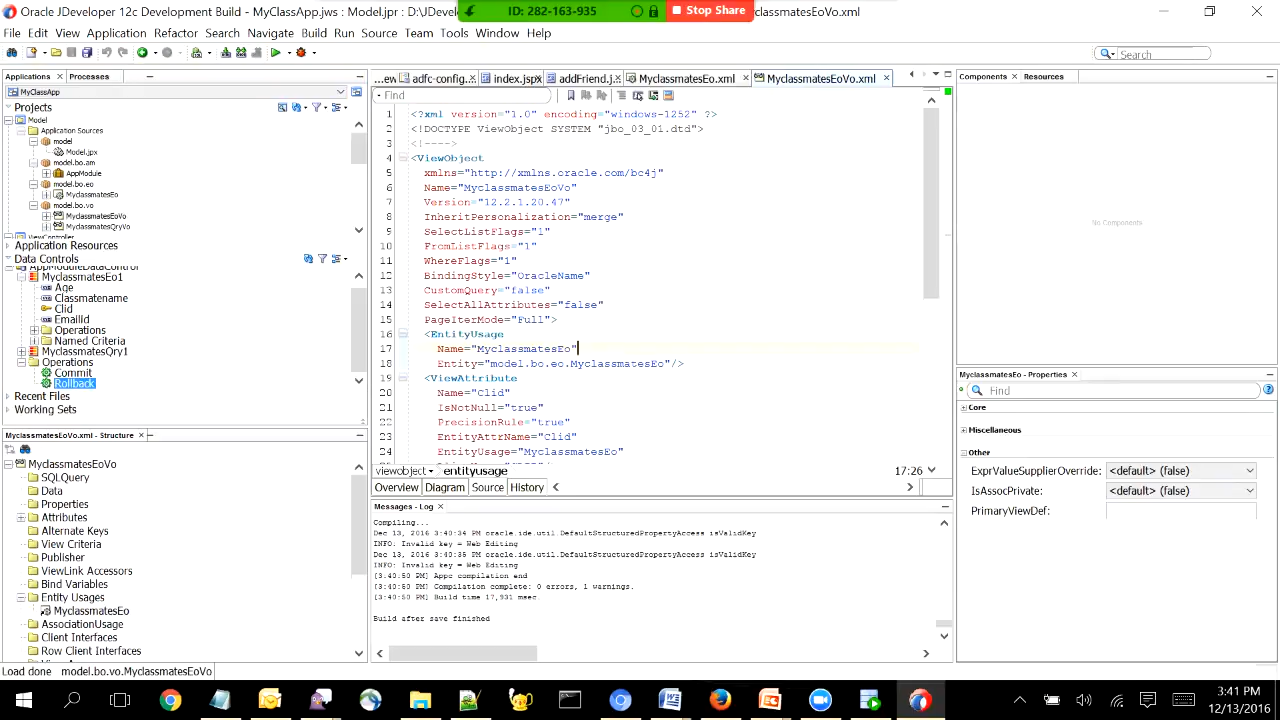 Oracle JDeveloper 12c Development Build - MyClassApp.jws : Model.jpr : D:\JDe
ID: 282-163-935
Stop Share
lassmatesEoVo.xml
File Edit View Application Refactor Search Navigate Build Run Source Team Tools Window Help
Search
Applications
Processes
...ew adfc-config... index.jspx addFriend.j... MyclassmatesEo.xml MyclassmatesEoVo.xml
Components
Resources
MyClassApp
Find
Projects
Model
Application Sources
model
Model.jpx
model.bo.am
AppModule
model.bo.eo
MyclassmatesEo
model.bo.vo
MyclassmatesEoVo
MyclassmatesQryVo
ViewController
Application Resources
Data Controls
AppModuleDataControl
MyclassmatesEo1
Age
Classmatename
Clid
EmailId
Operations
Named Criteria
MyclassmatesQry1
Operations
Commit
Rollback
Recent Files
Working Sets
1 <?xml version="1.0" encoding="windows-1252" ?>
2 <!DOCTYPE ViewObject SYSTEM "jbo_03_01.dtd">
3 <!---->
4 <ViewObject
5 xmlns="http://xmlns.oracle.com/bc4j"
6 Name="MyclassmatesEoVo"
7 Version="12.2.1.20.47"
8 InheritPersonalization="merge"
9 SelectListFlags="1"
10 FromListFlags="1"
11 WhereFlags="1"
12 BindingStyle="OracleName"
13 CustomQuery="false"
14 SelectAllAttributes="false"
15 PageIterMode="Full">
16 <EntityUsage
17 Name="MyclassmatesEo"
18 Entity="model.bo.eo.MyclassmatesEo"/>
19 <ViewAttribute
20 Name="Clid"
21 IsNotNull="true"
22 PrecisionRule="true"
23 EntityAttrName="Clid"
24 EntityUsage="MyclassmatesEo"
viewobject entityusage
17:26
Overview Diagram Source History
No Components
MyclassmatesEo - Properties
Find
Core
Miscellaneous
Other
ExprValueSupplierOverride: <default> (false)
IsAssocPrivate: <default> (false)
PrimaryViewDef:
MyclassmatesEoVo.xml - Structure
MyclassmatesEoVo
SQLQuery
Data
Properties
Attributes
Alternate Keys
View Criteria
Publisher
ViewLink Accessors
Bind Variables
Entity Usages
MyclassmatesEo
AssociationUsage
Client Interfaces
Row Client Interfaces
Messages - Log
Compiling...
Dec 13, 2016 3:40:34 PM oracle.ide.util.DefaultStructuredPropertyAccess isValidKey
INFO: Invalid key = Web Editing
Dec 13, 2016 3:40:35 PM oracle.ide.util.DefaultStructuredPropertyAccess isValidKey
INFO: Invalid key = Web Editing
[3:40:50 PM] Appc compilation end
[3:40:50 PM] Compilation complete: 0 errors, 1 warnings.
[3:40:50 PM] Build time 17,931 msec.
Build after save finished
Load done model.bo.vo.MyclassmatesEoVo
3:41 PM
12/13/2016